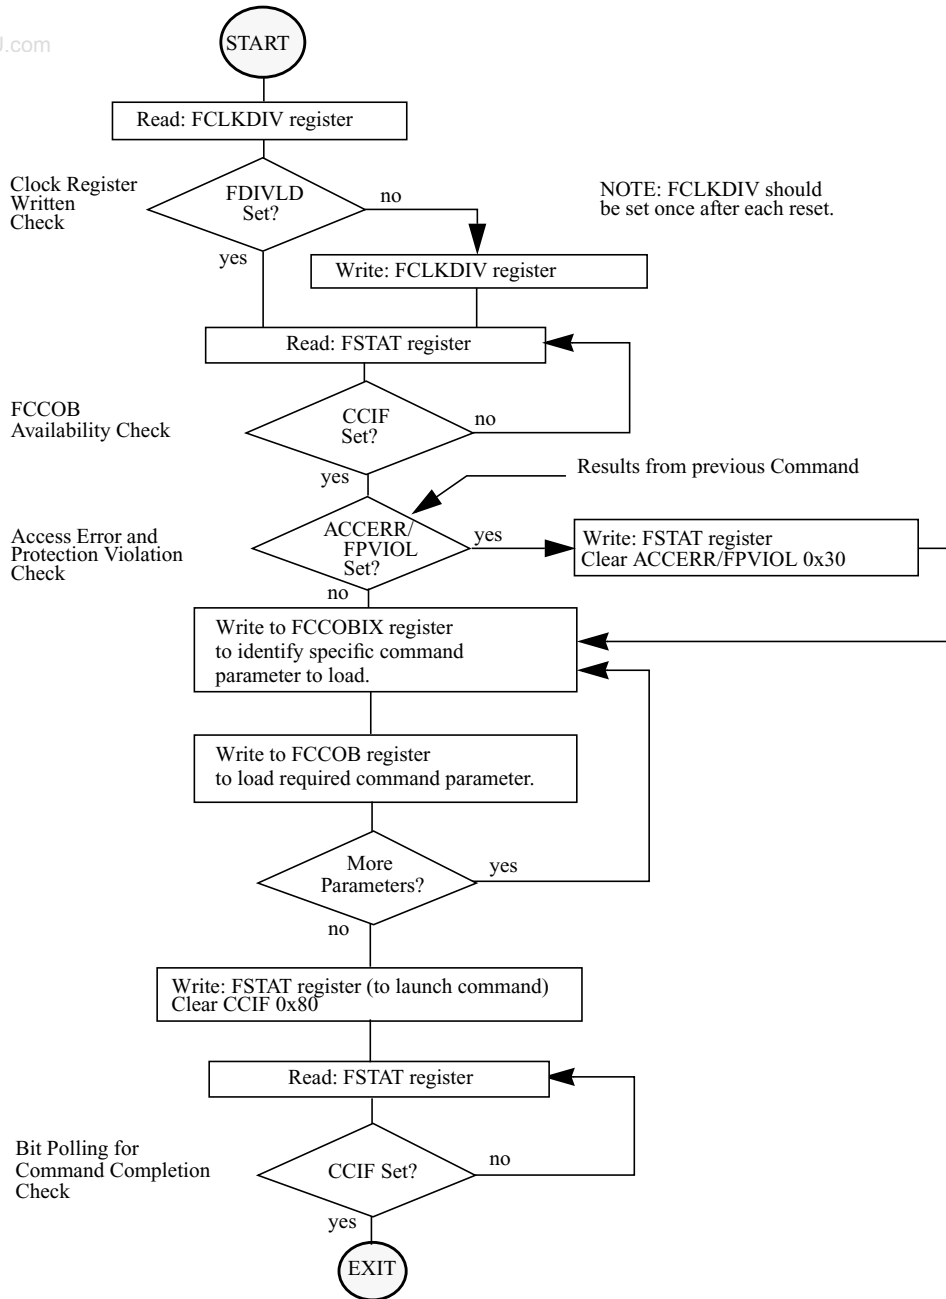 J.com
START
Read: FCLKDIV register
Clock Register
Written
Check
FDIVLD
Set?
no
NOTE: FCLKDIV should
be set once after each reset.
yes
Write: FCLKDIV register
Read: FSTAT register
FCCOB
Availability Check
CCIF
Set?
no
yes
Results from previous Command
Access Error and
Protection Violation
Check
ACCERR/
FPVIOL
Set?
yes
Write: FSTAT register
Clear ACCERR/FPVIOL 0x30
no
Write to FCCOBIX register
to identify specific command
parameter to load.
Write to FCCOB register
to load required command parameter.
More
Parameters?
yes
no
Write: FSTAT register (to launch command)
Clear CCIF 0x80
Read: FSTAT register
Bit Polling for
Command Completion
Check
CCIF Set?
no
yes
EXIT